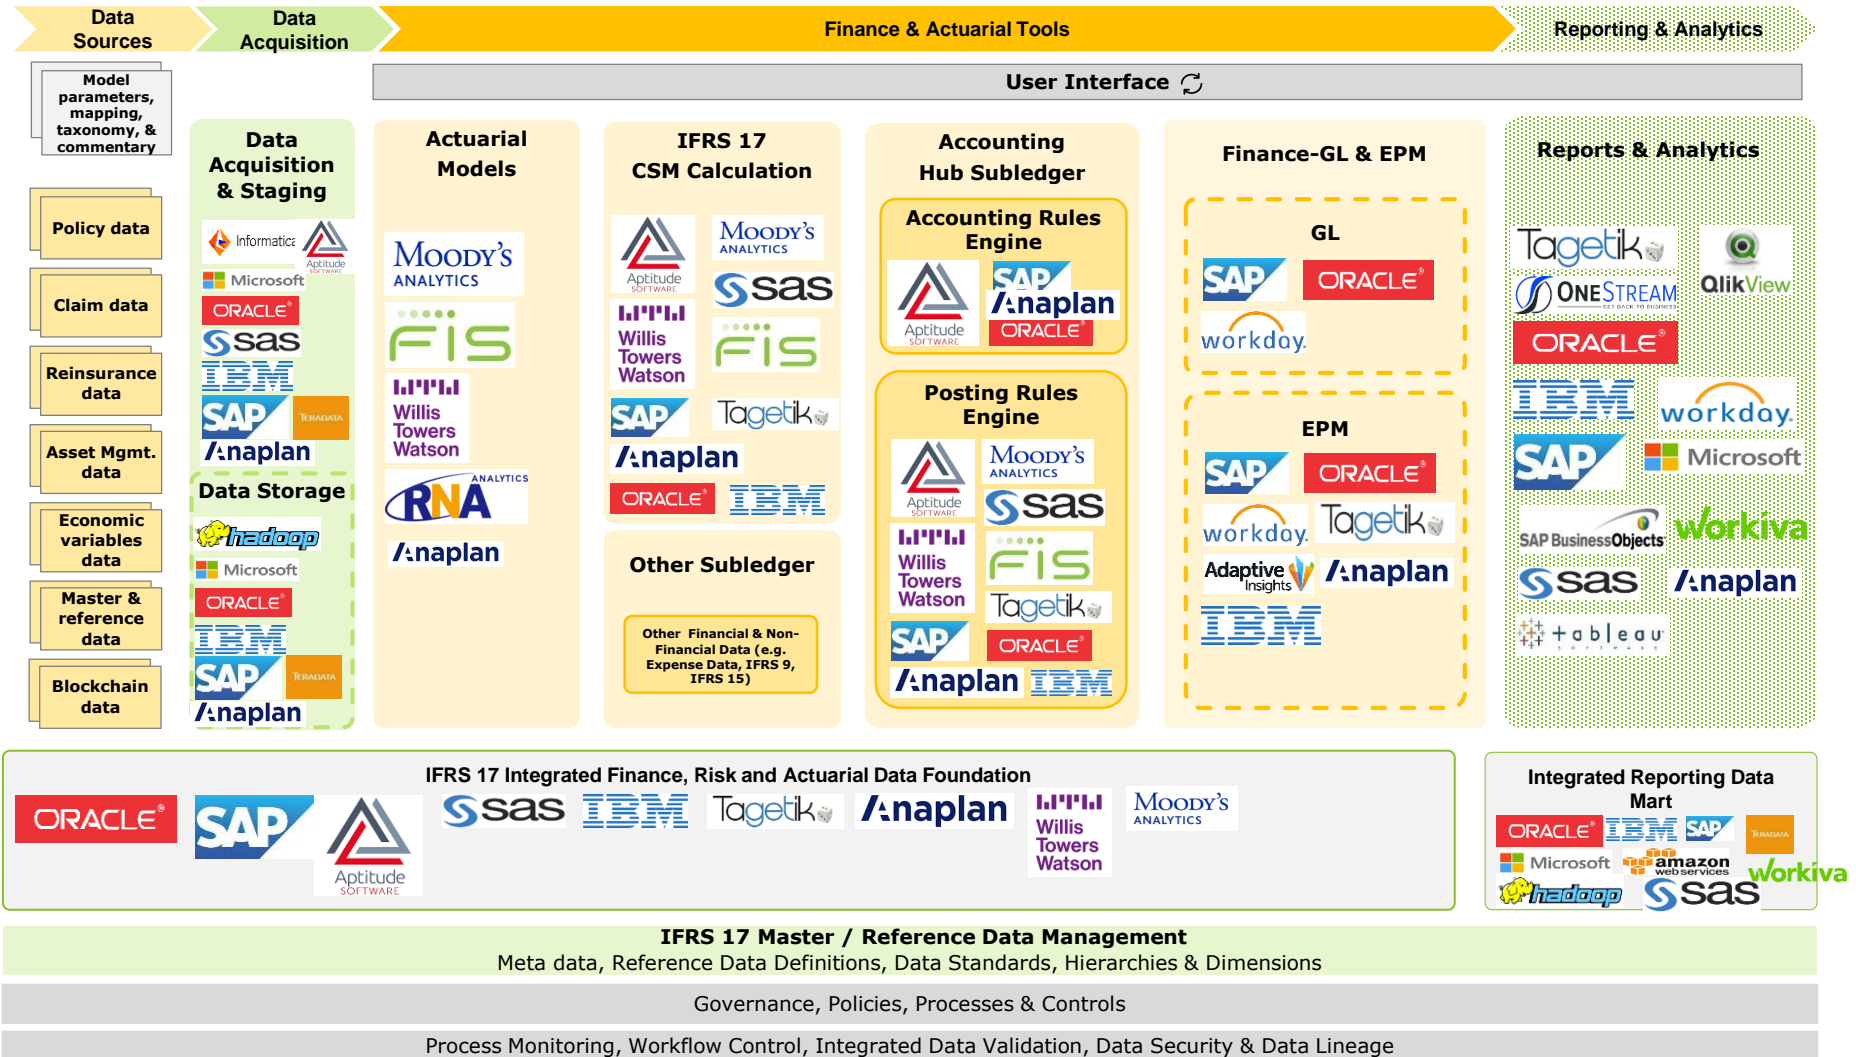 Data
Sources
Data
Acquisition
Finance & Actuarial Tools
Reporting & Analytics
User Interface
Model
parameters,
mapping,
taxonomy, &
commentary
Policy data
Claim data
Reinsurance
data
Asset Mgmt.
data
Economic
variables
data
Master &
reference
data
Blockchain
data
Data
Acquisition
& Staging
Informatica
Aptitude
SOFTWARE
Microsoft
ORACLE®
sas
IBM
SAP
TERADATA
Anaplan
Data Storage
hadoop
Microsoft
ORACLE®
IBM
SAP
TERADATA
Anaplan
Actuarial
Models
MOODY'S
ANALYTICS
FIS
Willis
Towers
Watson
RNA
ANALYTICS
Anaplan
IFRS 17
CSM Calculation
Aptitude
SOFTWARE
MOODY'S
ANALYTICS
sas
Willis
Towers
Watson
FIS
SAP
Tagetik
Anaplan
ORACLE®
IBM
Other Subledger
Other Financial & Non-
Financial Data (e.g.
Expense Data, IFRS 9,
IFRS 15)
Accounting
Hub Subledger
Accounting Rules
Engine
Aptitude
SOFTWARE
SAP
Anaplan
ORACLE
Posting Rules
Engine
Aptitude
SOFTWARE
MOODY'S
ANALYTICS
sas
Willis
Towers
Watson
FIS
Tagetik
SAP
ORACLE®
Anaplan
IBM
Finance-GL & EPM
GL
SAP
ORACLE®
workday.
EPM
SAP
ORACLE®
workday.
Tagetik
Adaptive
Insights
Anaplan
IBM
Reports & Analytics
Tagetik
QlikView
ONESTREAM
GET BACK TO BUSINESS
ORACLE®
IBM
workday.
SAP
Microsoft
SAP BusinessObjects
workiva
sas
Anaplan
tableau
SOFTWARE
IFRS 17 Integrated Finance, Risk and Actuarial Data Foundation
ORACLE®
SAP
Aptitude
SOFTWARE
sas
IBM
Tagetik
Anaplan
Willis
Towers
Watson
MOODY'S
ANALYTICS
Integrated Reporting Data
Mart
ORACLE®
IBM
SAP
TERADATA
Microsoft
amazon
webservices
workiva
hadoop
sas
IFRS 17 Master / Reference Data Management
Meta data, Reference Data Definitions, Data Standards, Hierarchies & Dimensions
Governance, Policies, Processes & Controls
Process Monitoring, Workflow Control, Integrated Data Validation, Data Security & Data Lineage